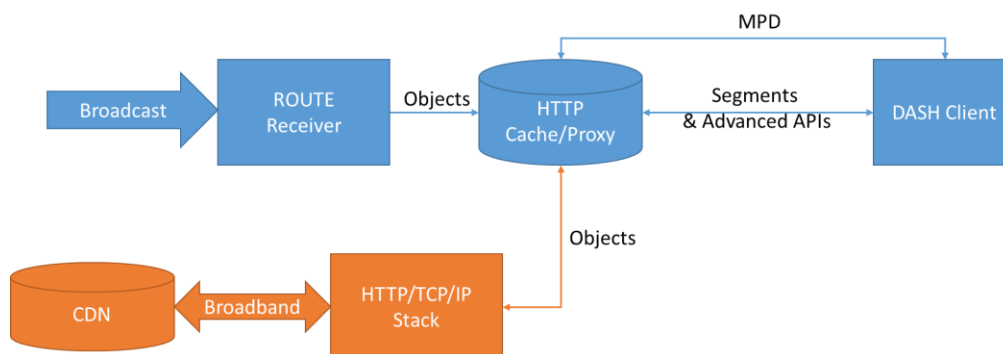 MPD
Broadcast
ROUTE
Receiver
Objects
HTTP
Cache/Proxy
Segments
& Advanced APIs
DASH Client
Objects
CDN
Broadband
HTTP/TCP/IP
Stack